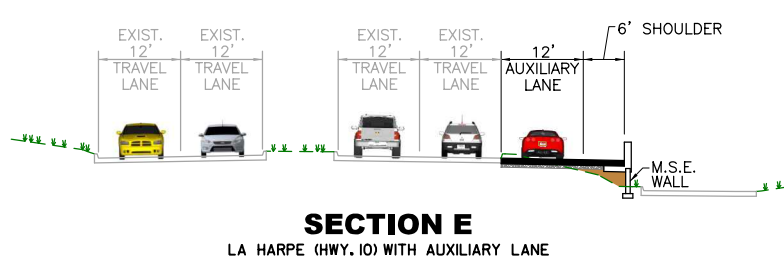 6' SHOULDER
EXIST.
12'
TRAVEL
LANE
EXIST.
12'
TRAVEL
LANE
EXIST.
12'
TRAVEL
LANE
EXIST.
12'
TRAVEL
LANE
12'
AUXILIARY
LANE
M.S.E.
WALL
SECTION E
LA HARPE (HWY. 10) WITH AUXILIARY LANE